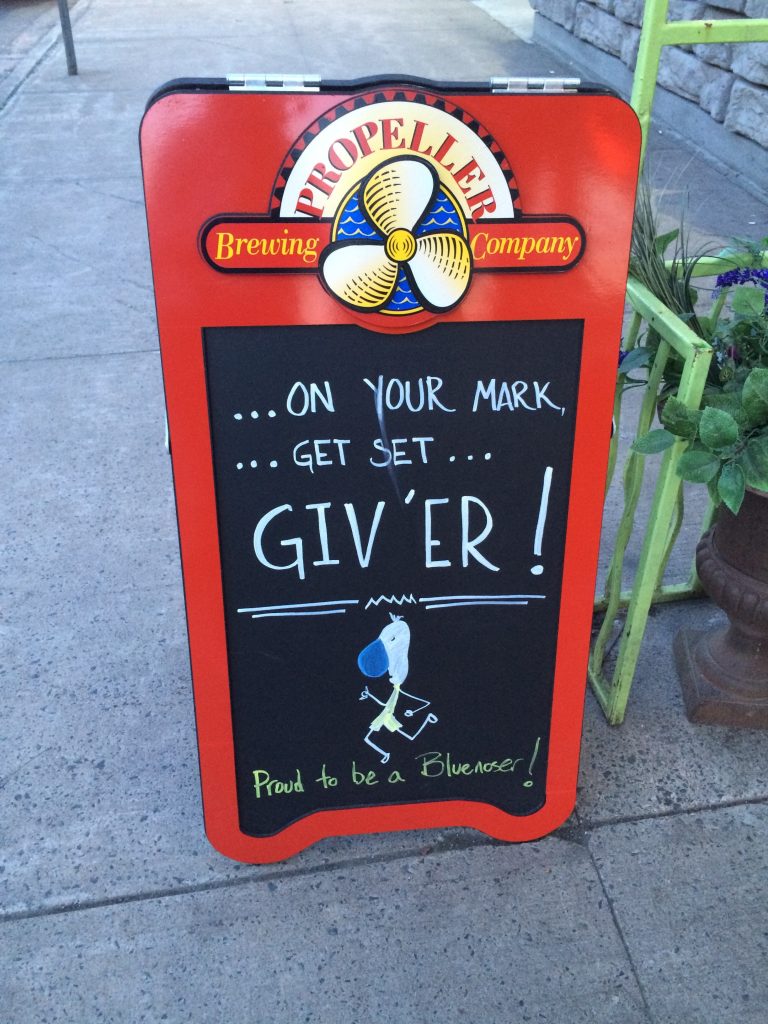 PROPELLER
Brewing Company
...ON YOUR MARK,
...GET SET...
GIV'ER!
Proud to be a Bluenoser!